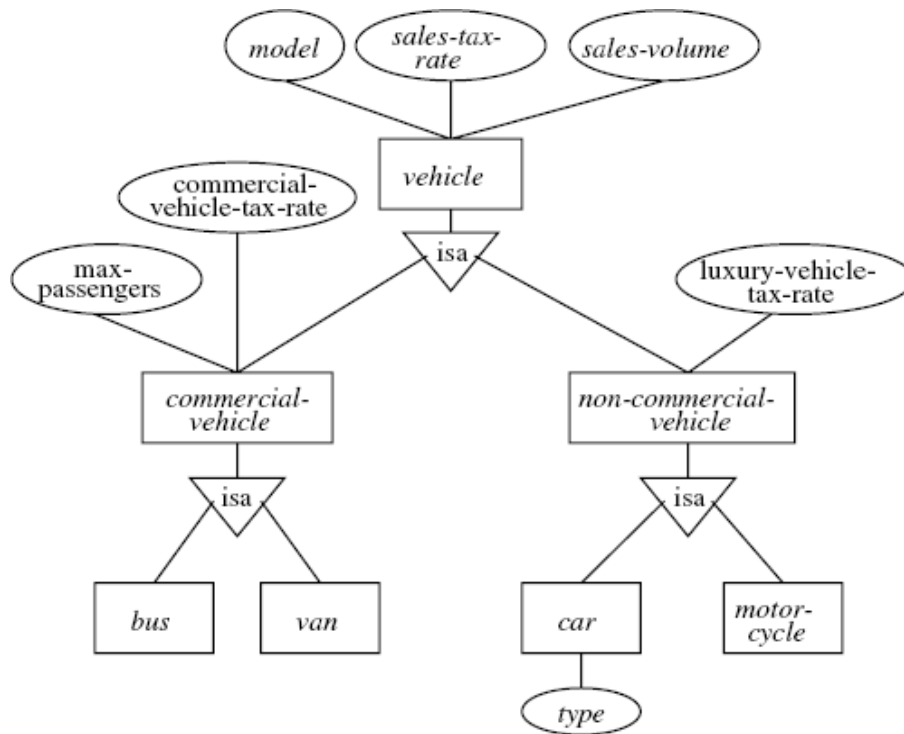 model
sales-tax-
rate
sales-volume
vehicle
commercial-
vehicle-tax-rate
isa
max-
passengers
luxury-vehicle-
tax-rate
commercial-
vehicle
non-commercial-
vehicle
isa
isa
bus
van
car
motor-
cycle
type